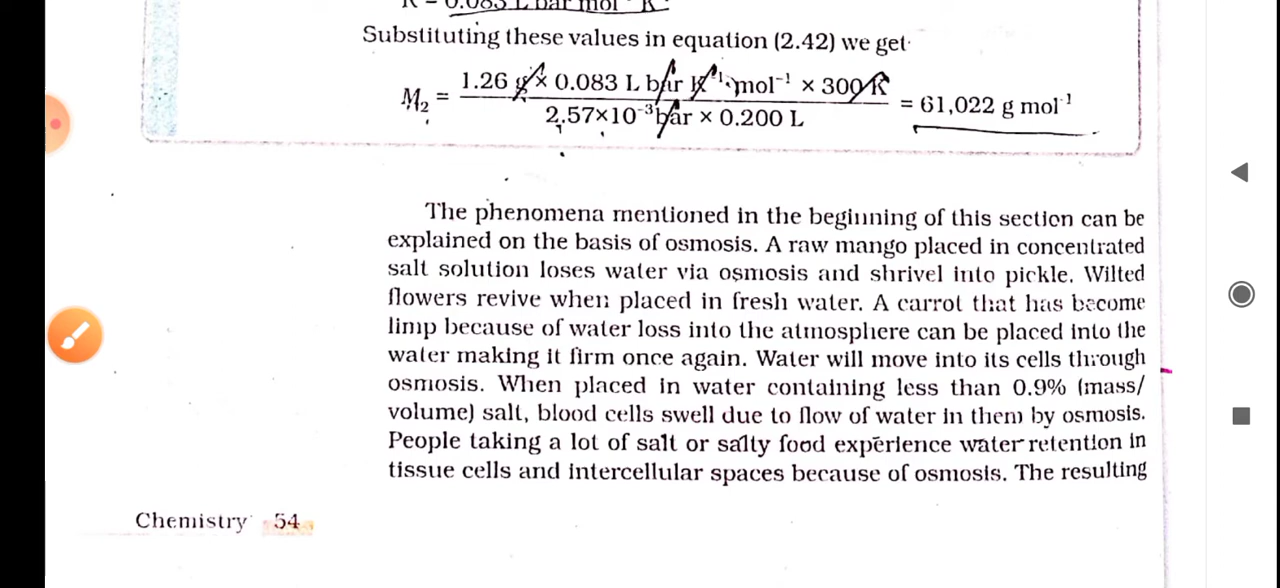 R = 0.083 L bar mol⁻¹ K⁻¹
Substituting these values in equation (2.42) we get
M₂ = 1.26 g × 0.083 L bar K⁻¹ mol⁻¹ × 300 K / 2.57×10⁻³ bar × 0.200 L = 61,022 g mol⁻¹
The phenomena mentioned in the beginning of this section can be
explained on the basis of osmosis. A raw mango placed in concentrated
salt solution loses water via osmosis and shrivel into pickle. Wilted
flowers revive when placed in fresh water. A carrot that has become
limp because of water loss into the atmosphere can be placed into the
water making it firm once again. Water will move into its cells through
osmosis. When placed in water containing less than 0.9% (mass/
volume) salt, blood cells swell due to flow of water in them by osmosis.
People taking a lot of salt or salty food experience water retention in
tissue cells and intercellular spaces because of osmosis. The resulting
Chemistry 54